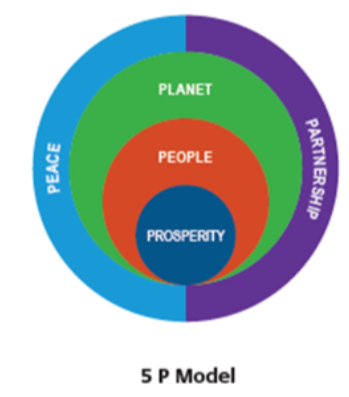 PLANET
PEACE
PEOPLE
PARTNERSHIP
PROSPERITY
5 P Model